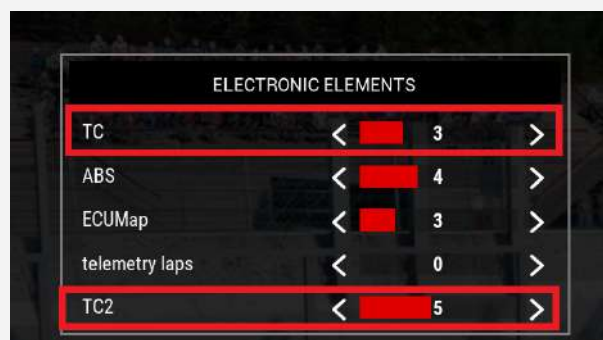 ELECTRONIC ELEMENTS
TC 3
ABS 4
ECUMap 3
telemetry laps 0
TC2 5